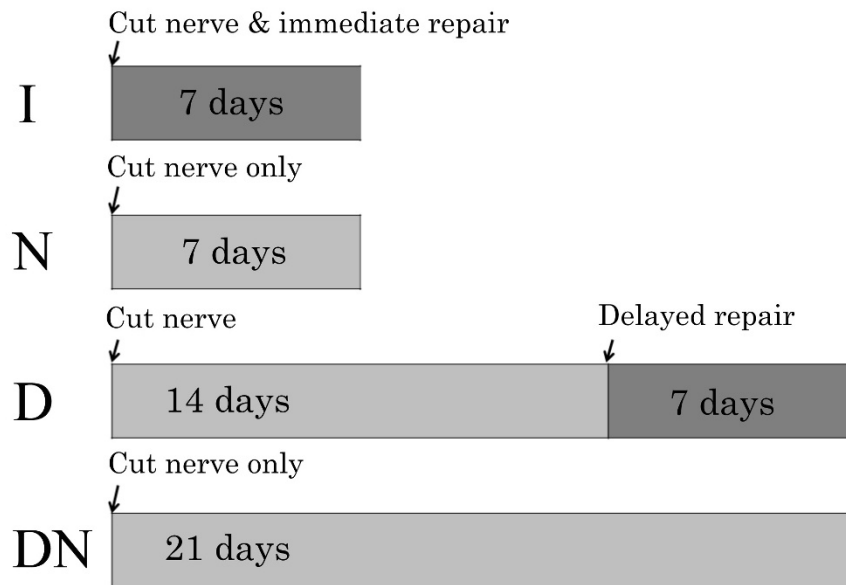 Cut nerve & immediate repair
I
7 days
Cut nerve only
N
7 days
Cut nerve
Delayed repair
D
14 days
7 days
Cut nerve only
DN
21 days